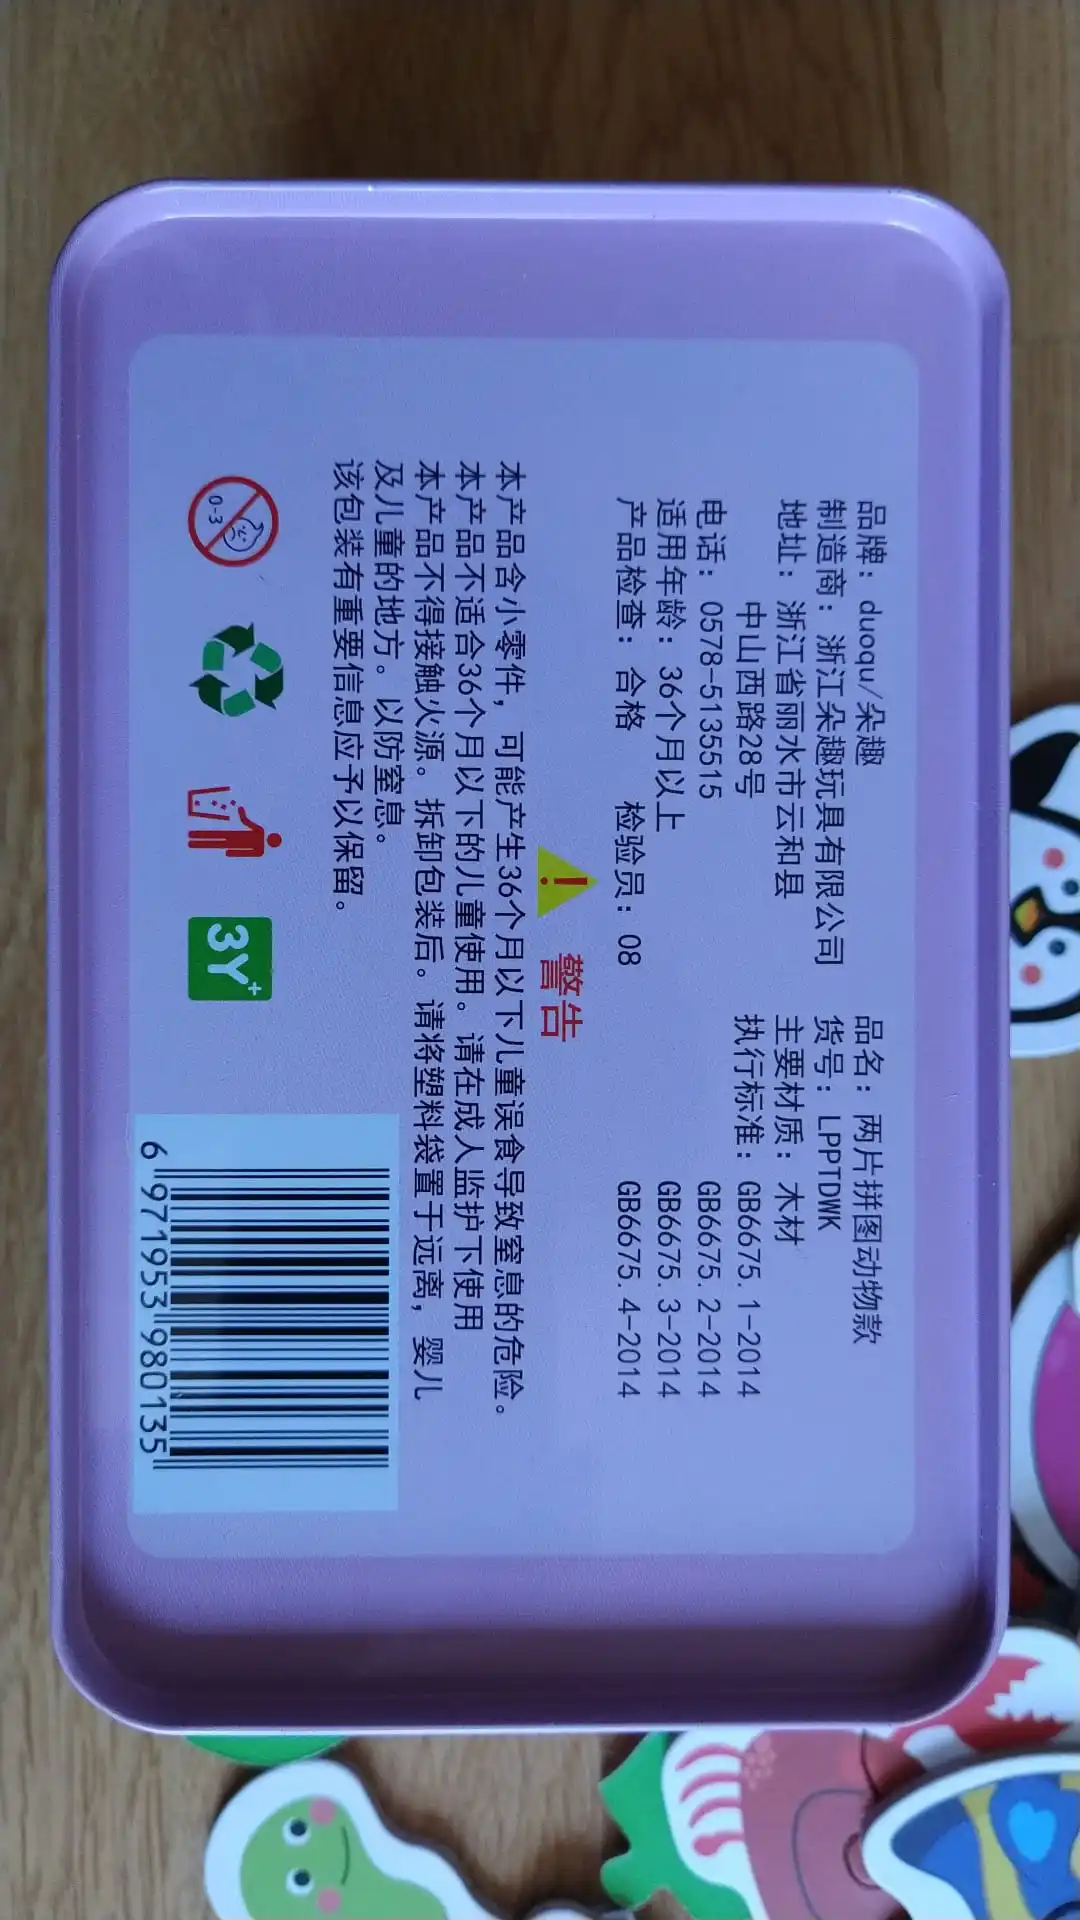 品牌：duoqu/朵趣
制造商：浙江朵趣玩具有限公司
地址：浙江省丽水市云和县
中山西路28号
电话：0578-5135515
适用年龄：36个月以上
产品检查：合格 检验员：08
品名：两片拼图动物款
货号：LPPTDWK
主要材质：木材
执行标准：GB6675.1-2014
GB6675.2-2014
GB6675.3-2014
GB6675.4-2014
! 警告
本产品含小零件，可能产生36个月以下儿童误食导致窒息的危险。
本产品不适合36个月以下的儿童使用。请在成人监护下使用
本产品不得接触火源。拆卸包装后。请将塑料袋置于远离，婴儿
及儿童的地方。以防窒息。
该包装有重要信息应予以保留。
0-3
3Y+
6 971953 980135